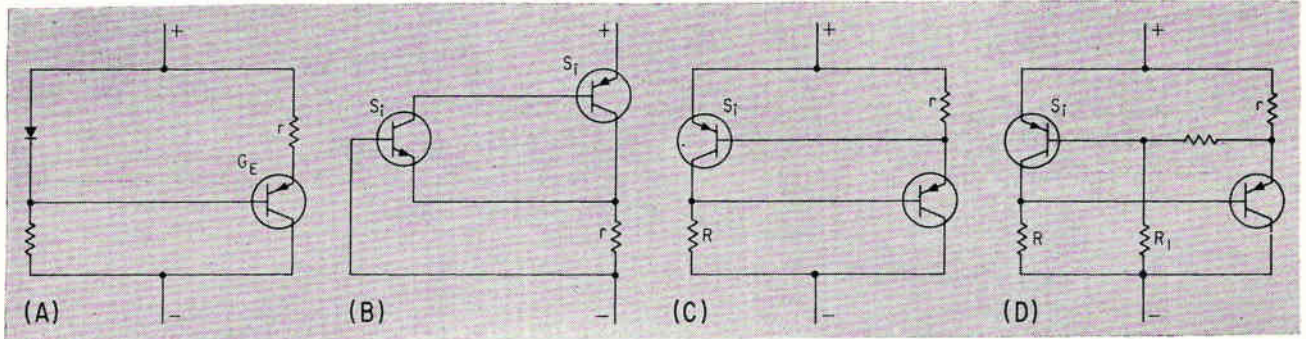 +
r
G_E
(A)
−
+
S_i
S_i
r
(B)
−
+
S_i
r
R
(C)
−
+
S_i
r
R
R_1
(D)
−